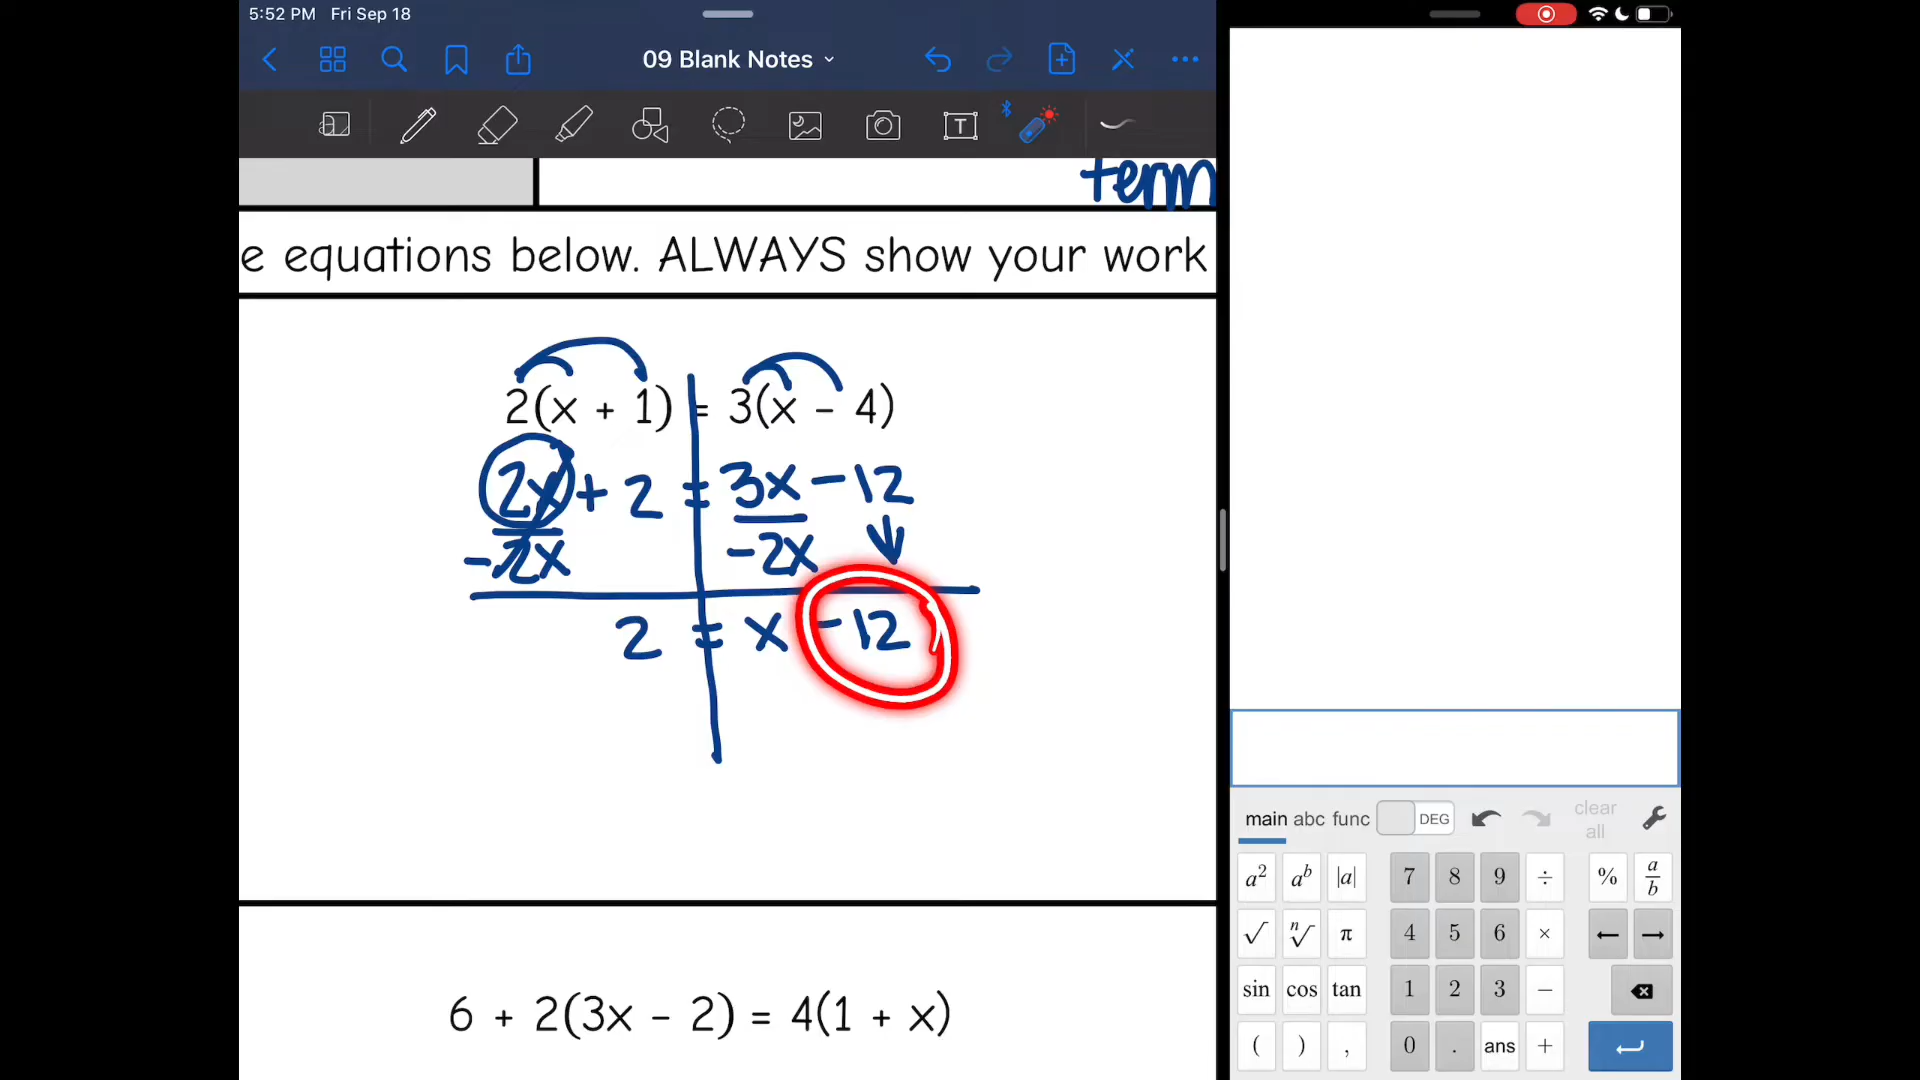 5:52 PM Fri Sep 18
09 Blank Notes
term
e equations below. ALWAYS show your work
2(x + 1) = 3(x - 4)
2x + 2 = 3x - 12
-2x -2x
2 = x - 12
6 + 2(3x - 2) = 4(1 + x)
main abc func DEG clear all
a² aᵇ |a| 7 8 9 ÷ % a/b
√ ⁿ√ π 4 5 6 × ← →
sin cos tan 1 2 3 −
( ) , 0 . ans +